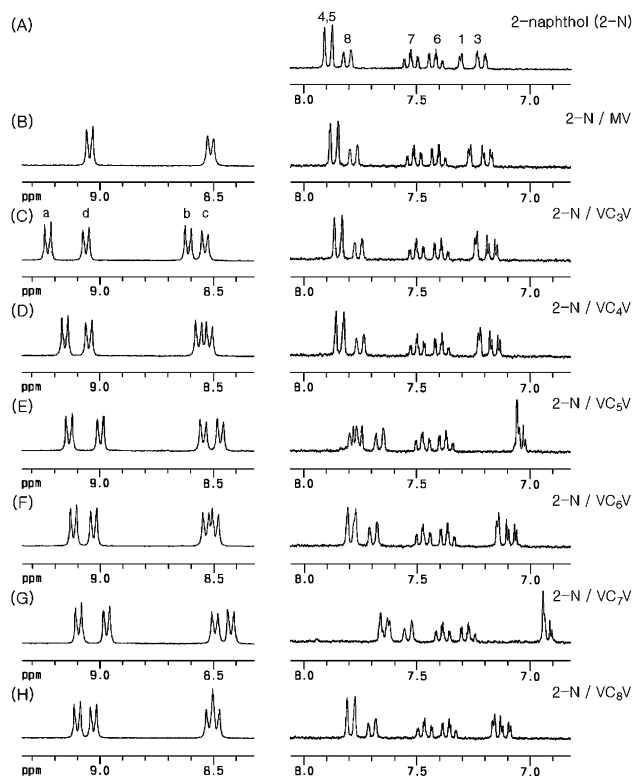 (A)
2-naphthol (2-N)
4,5
8
7
6
1
3
8.0
7.5
7.0
(B)
2-N / MV
ppm
9.0
8.5
8.0
7.5
7.0
(C)
2-N / VC₃V
a
d
b
c
ppm
9.0
8.5
8.0
7.5
7.0
(D)
2-N / VC₄V
ppm
9.0
8.5
8.0
7.5
7.0
(E)
2-N / VC₅V
ppm
9.0
8.5
8.0
7.5
7.0
(F)
2-N / VC₆V
ppm
9.0
8.5
8.0
7.5
7.0
(G)
2-N / VC₇V
ppm
9.0
8.5
8.0
7.5
7.0
(H)
2-N / VC₈V
ppm
9.0
8.5
8.0
7.5
7.0